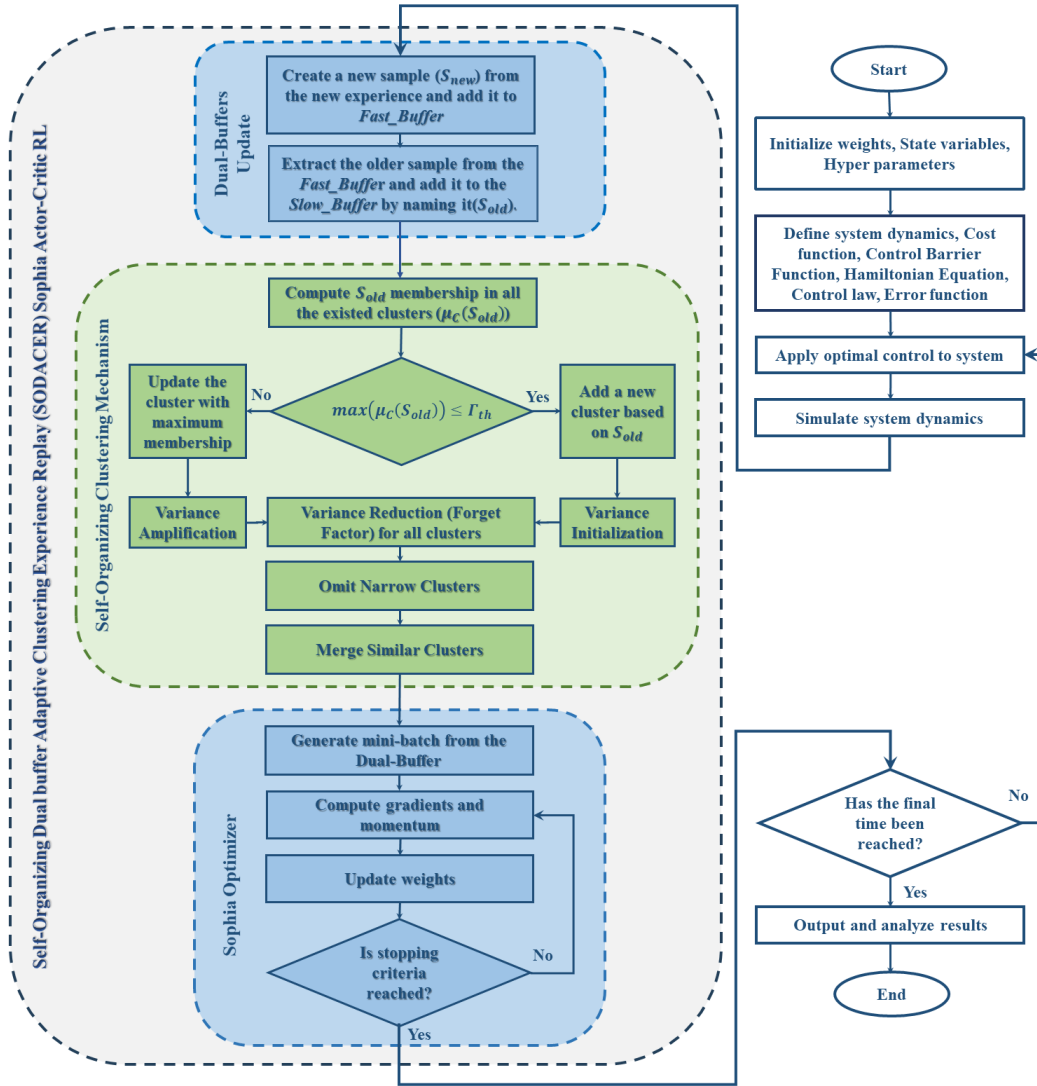 Self-Organizing Dual buffer Adaptive Clustering Experience Replay (SODACER) Sophia Actor-Critic RL
Dual-Buffers
Update
Create a new sample (S_new) from
the new experience and add it to
Fast_Buffer
Extract the older sample from the
Fast_Buffer and add it to the
Slow_Buffer by naming it(S_old).
Self-Organizing Clustering Mechanism
Compute S_old membership in all
the existed clusters (μ_C(S_old))
max(μ_C(S_old)) ≤ Γ_th
No
Yes
Update the
cluster with
maximum
membership
Add a new
cluster based
on S_old
Variance
Amplification
Variance Reduction (Forget
Factor) for all clusters
Variance
Initialization
Omit Narrow Clusters
Merge Similar Clusters
Sophia Optimizer
Generate mini-batch from the
Dual-Buffer
Compute gradients and
momentum
Update weights
Is stopping
criteria
reached?
No
Yes
Start
Initialize weights, State variables,
Hyper parameters
Define system dynamics, Cost
function, Control Barrier
Function, Hamiltonian Equation,
Control law, Error function
Apply optimal control to system
Simulate system dynamics
Has the final
time been
reached?
No
Yes
Output and analyze results
End